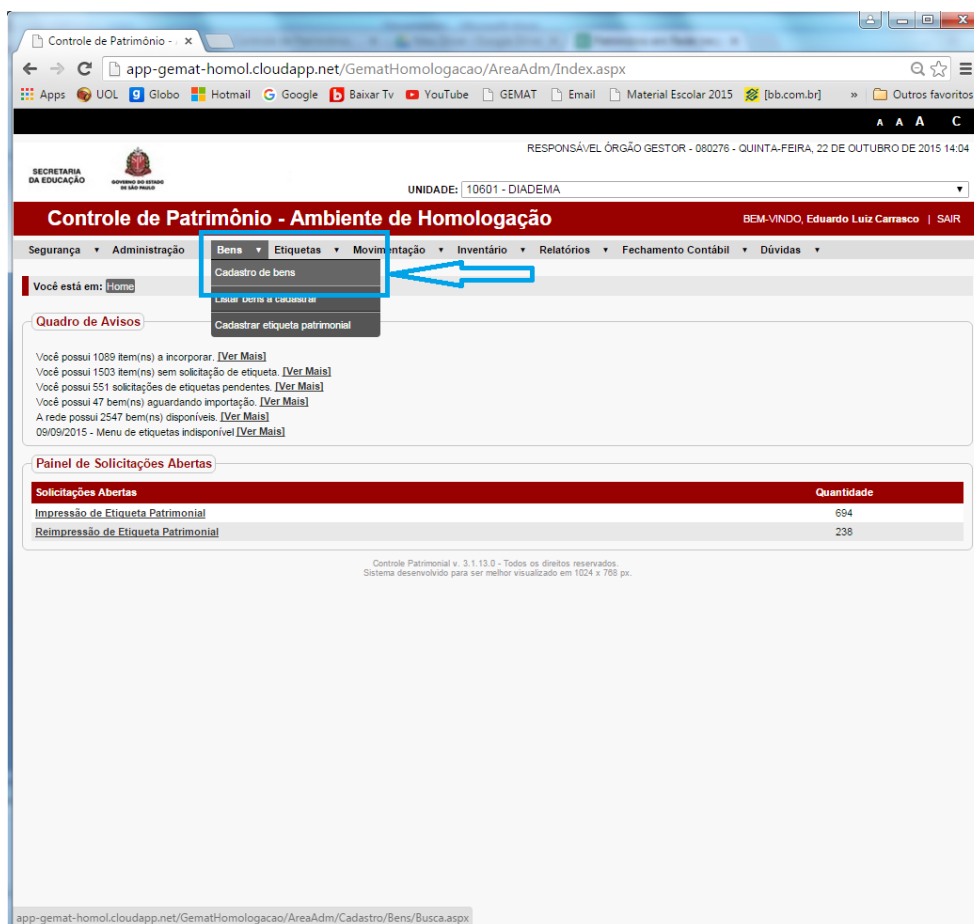 Controle de Patrimônio - A
app-gemat-homol.cloudapp.net/GematHomologacao/AreaAdm/Index.aspx
Apps UOL Globo Hotmail Google Baixar Tv YouTube GEMAT Email Material Escolar 2015 [bb.com.br] » Outros favoritos
A A A C
RESPONSÁVEL ÓRGÃO GESTOR - 080276 - QUINTA-FEIRA, 22 DE OUTUBRO DE 2015 14:04
SECRETARIA
DA EDUCAÇÃO
GOVERNO DO ESTADO
DE SÃO PAULO
UNIDADE: 10601 - DIADEMA
Controle de Patrimônio - Ambiente de Homologação
BEM-VINDO, Eduardo Luiz Carrasco | SAIR
Segurança Administração Bens Etiquetas Movimentação Inventário Relatórios Fechamento Contábil Dúvidas
Cadastro de bens
Listar bens a cadastrar
Cadastrar etiqueta patrimonial
Você está em: Home
Quadro de Avisos
Você possui 1089 item(ns) a incorporar. [Ver Mais]
Você possui 1503 item(ns) sem solicitação de etiqueta. [Ver Mais]
Você possui 551 solicitações de etiquetas pendentes. [Ver Mais]
Você possui 47 bem(ns) aguardando importação. [Ver Mais]
A rede possui 2547 bem(ns) disponíveis. [Ver Mais]
09/09/2015 - Menu de etiquetas indisponível [Ver Mais]
Painel de Solicitações Abertas
Solicitações Abertas Quantidade
Impressão de Etiqueta Patrimonial 694
Reimpressão de Etiqueta Patrimonial 238
Controle Patrimonial v. 3.1.13.0 - Todos os direitos reservados.
Sistema desenvolvido para ser melhor visualizado em 1024 x 768 px.
app-gemat-homol.cloudapp.net/GematHomologacao/AreaAdm/Cadastro/Bens/Busca.aspx